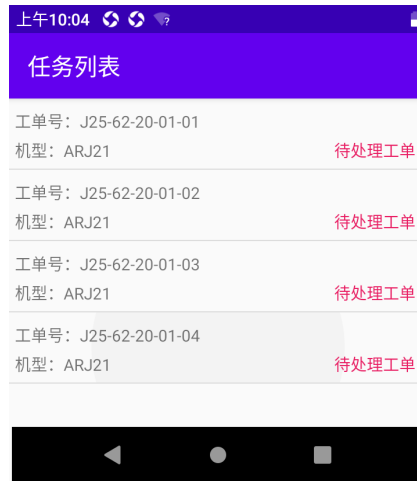 上午10:04
任务列表
工单号：J25-62-20-01-01
机型：ARJ21 待处理工单
工单号：J25-62-20-01-02
机型：ARJ21 待处理工单
工单号：J25-62-20-01-03
机型：ARJ21 待处理工单
工单号：J25-62-20-01-04
机型：ARJ21 待处理工单